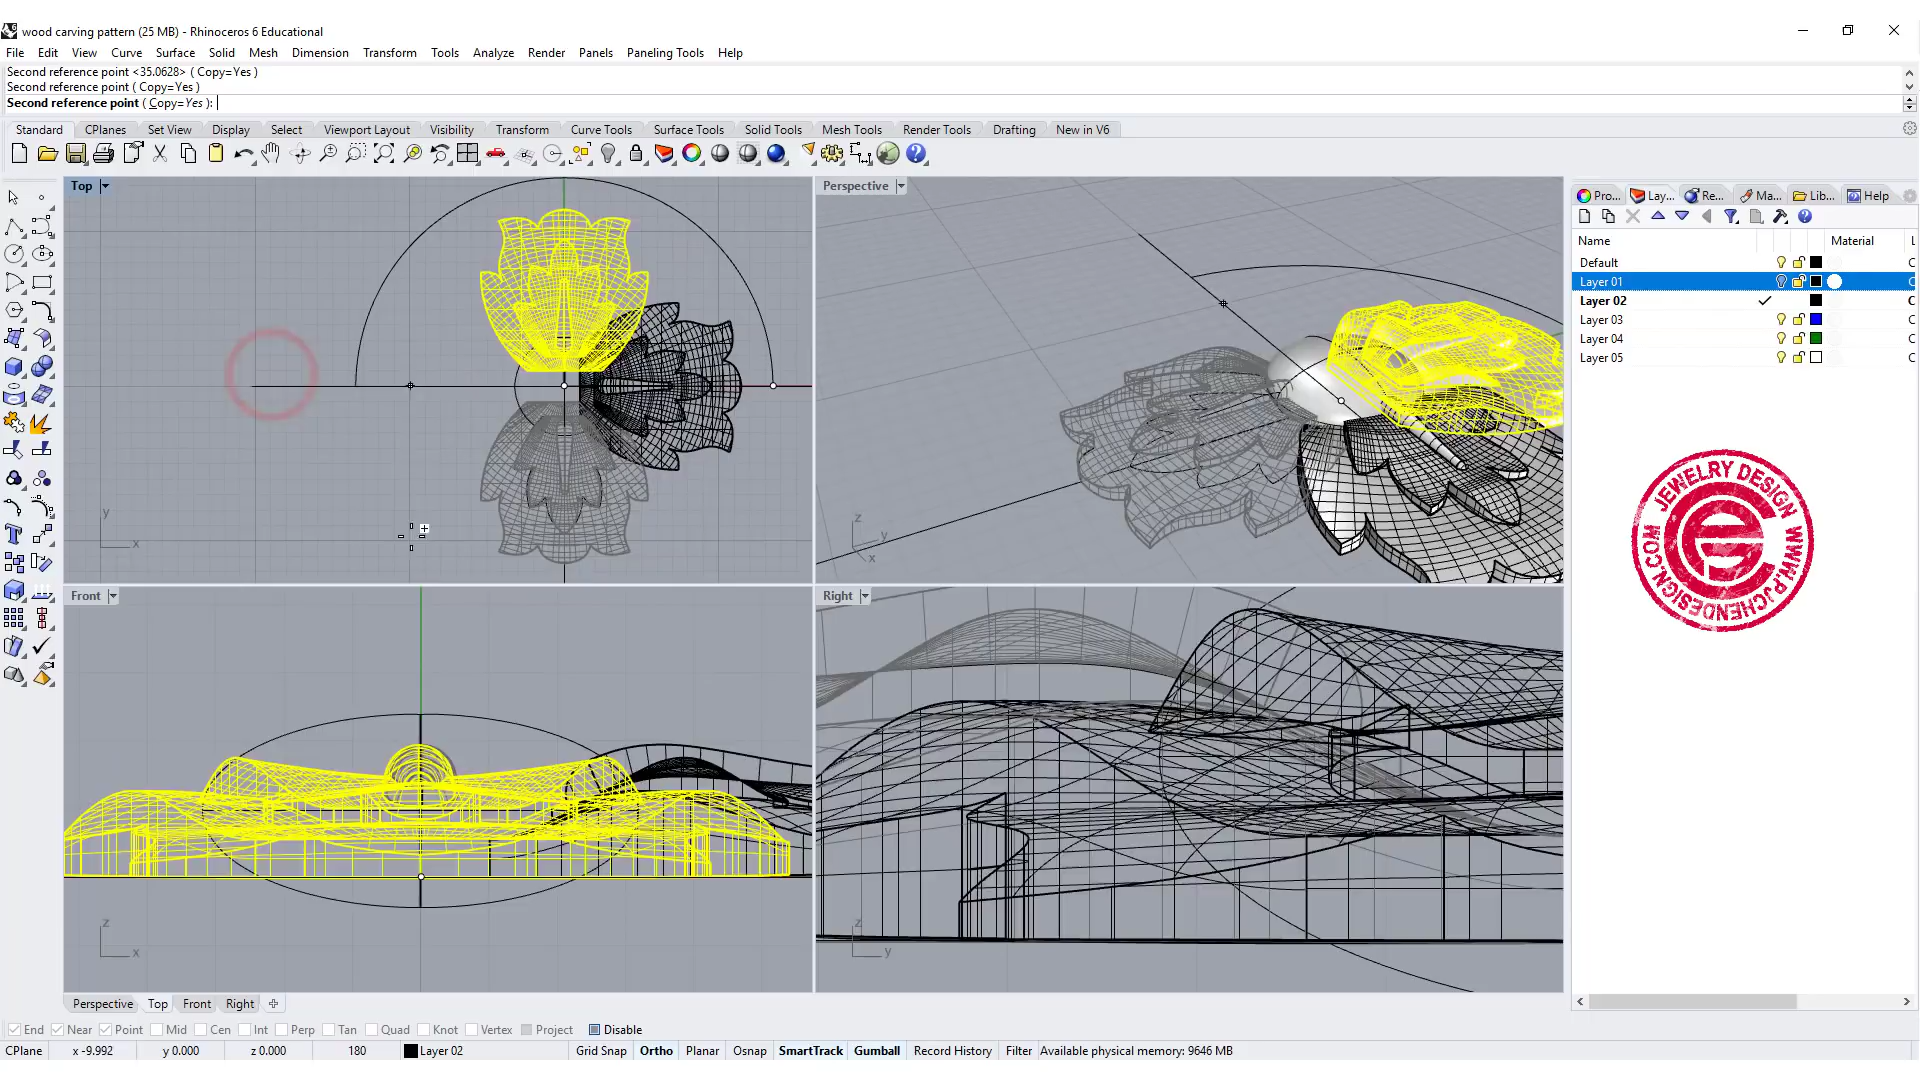 wood carving pattern (25 MB) - Rhinoceros 6 Educational
File Edit View Curve Surface Solid Mesh Dimension Transform Tools Analyze Render Panels Paneling Tools Help
Second reference point <35.0628> ( Copy=Yes )
Second reference point ( Copy=Yes )
Second reference point ( Copy=Yes ):
Standard CPlanes Set View Display Select Viewport Layout Visibility Transform Curve Tools Surface Tools Solid Tools Mesh Tools Render Tools Drafting New in V6
Top
Perspective
Pro... Lay... Re... Ma... Lib... Help
Name Material L
Default C
Layer 01 C
Layer 02 C
Layer 03 C
Layer 04 C
Layer 05 C
y
x
z
y
x
JEWELRY DESIGN WWW.PJCHENDESIGN.COM
Front
Right
z
x
z
y
Perspective Top Front Right
End Near Point Mid Cen Int Perp Tan Quad Knot Vertex Project Disable
CPlane x -9.992 y 0.000 z 0.000 180 Layer 02 Grid Snap Ortho Planar Osnap SmartTrack Gumball Record History Filter Available physical memory: 9646 MB